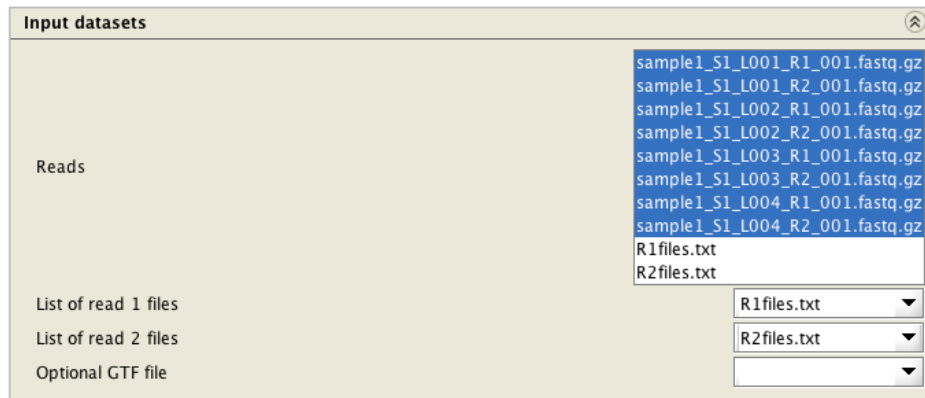 Input datasets
Reads
sample1_S1_L001_R1_001.fastq.gz
sample1_S1_L001_R2_001.fastq.gz
sample1_S1_L002_R1_001.fastq.gz
sample1_S1_L002_R2_001.fastq.gz
sample1_S1_L003_R1_001.fastq.gz
sample1_S1_L003_R2_001.fastq.gz
sample1_S1_L004_R1_001.fastq.gz
sample1_S1_L004_R2_001.fastq.gz
R1files.txt
R2files.txt
List of read 1 files R1files.txt
List of read 2 files R2files.txt
Optional GTF file